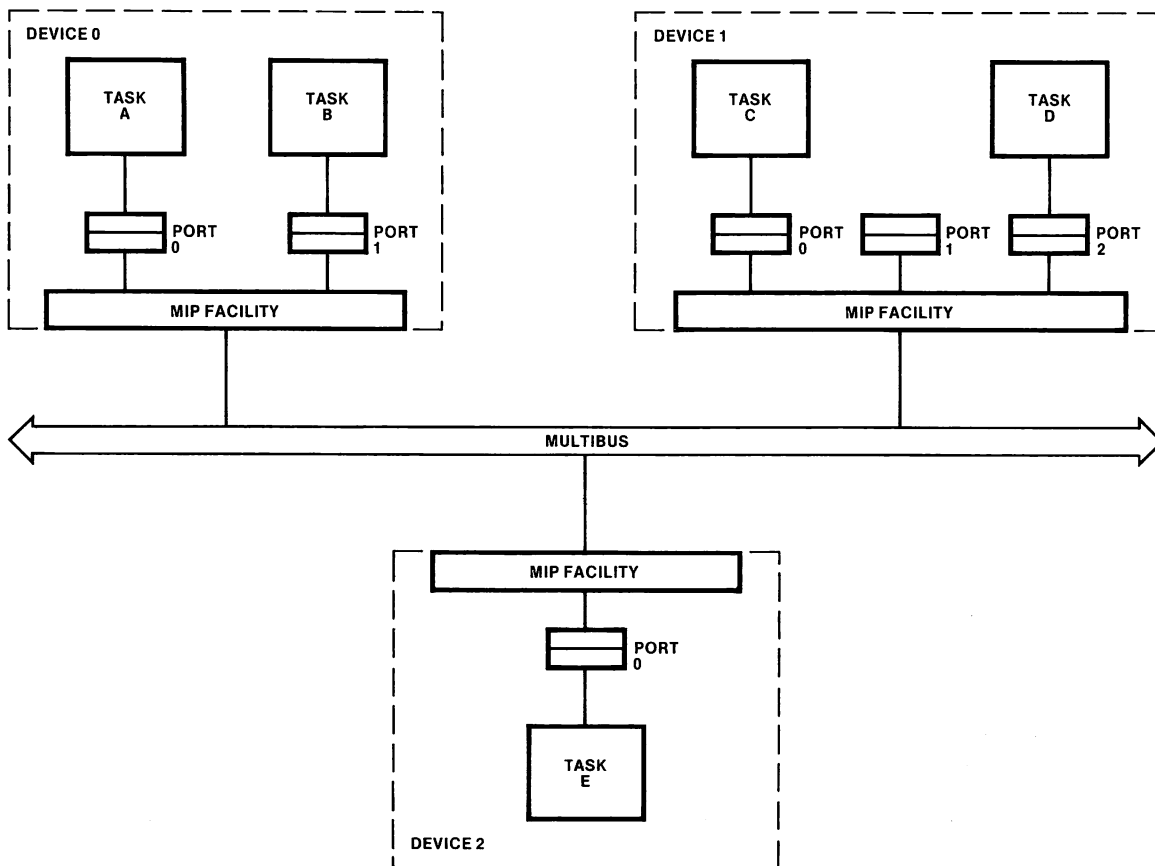 DEVICE 0
TASK
A
TASK
B
PORT
0
PORT
1
MIP FACILITY
DEVICE 1
TASK
C
TASK
D
PORT
0
PORT
1
PORT
2
MIP FACILITY
MULTIBUS
MIP FACILITY
PORT
0
TASK
E
DEVICE 2